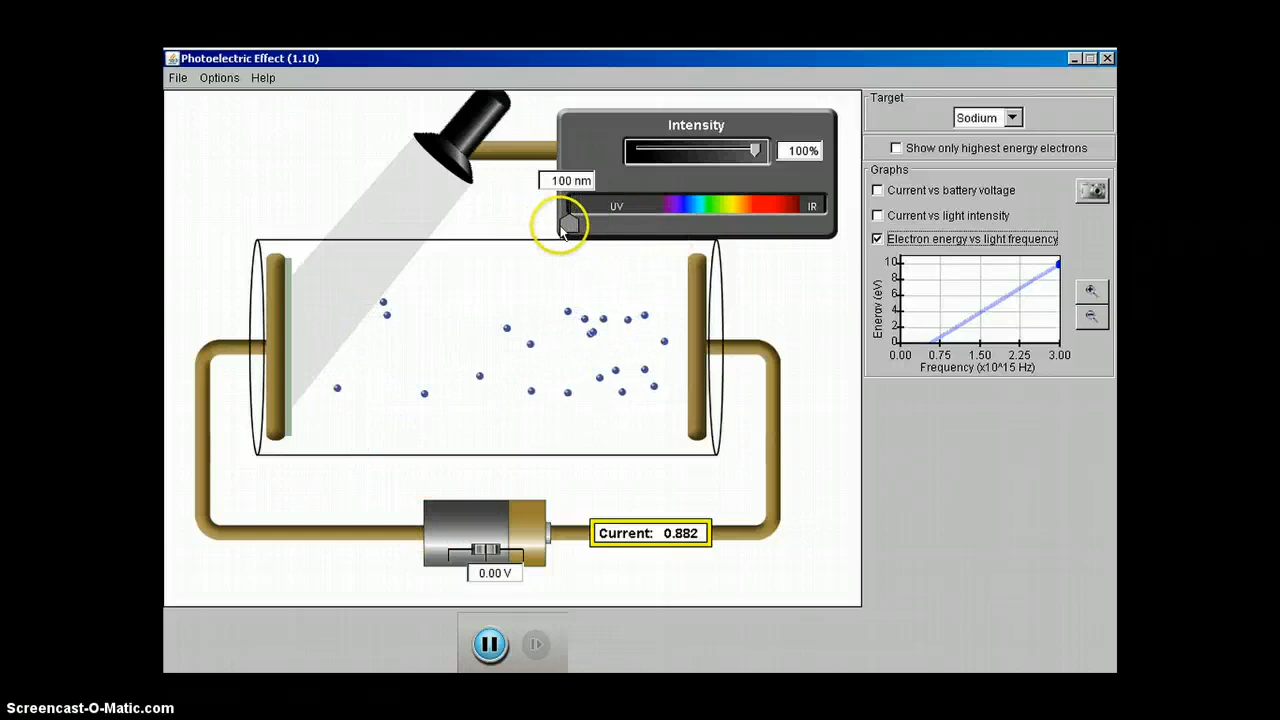 Photoelectric Effect (1.10)
File Options Help
Intensity
100%
100 nm
UV IR
Current: 0.882
0.00 V
Target
Sodium
Show only highest energy electrons
Graphs
Current vs battery voltage
Current vs light intensity
Electron energy vs light frequency
10
8
6
4
2
0
Energy (eV)
0.00 0.75 1.50 2.25 3.00
Frequency (x10^15 Hz)
Screencast-O-Matic.com